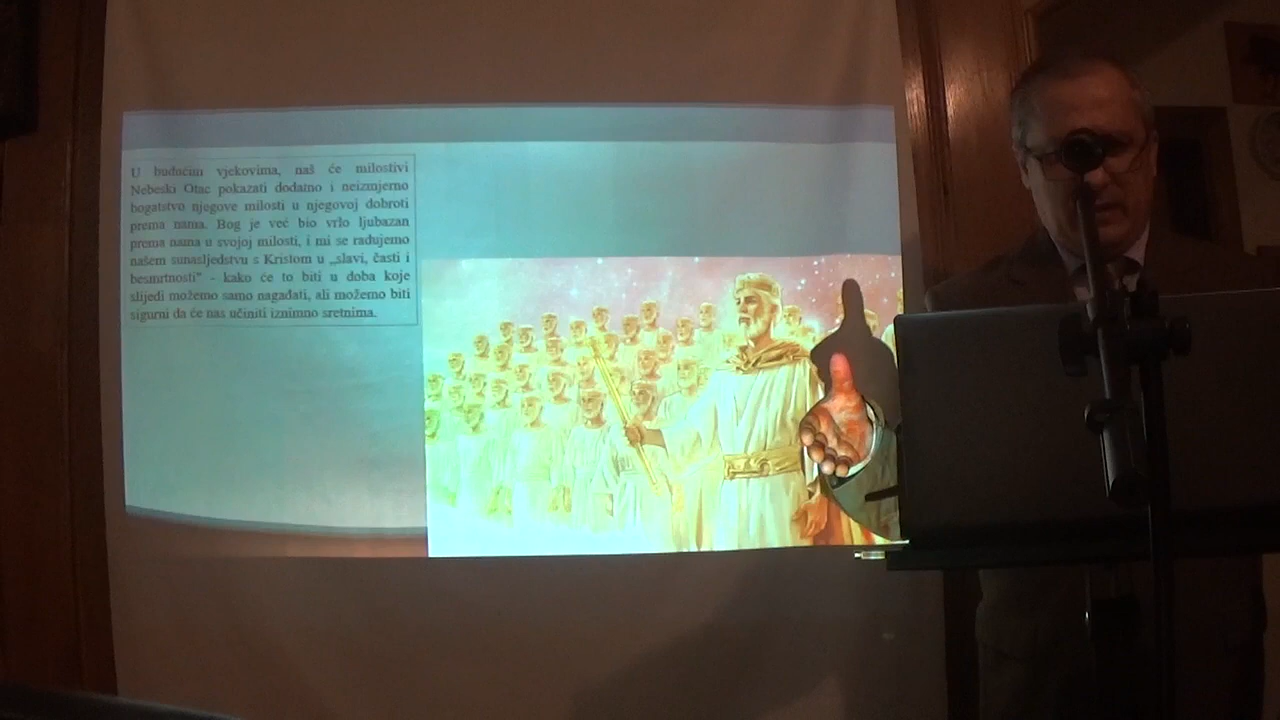 U budućim vjekovima, naš će milostivi
Nebeski Otac pokazati dodatno i neizmjerno
bogatstvo njegove milosti u njegovoj dobroti
prema nama. Bog je već bio vrlo ljubazan
prema nama u svojoj milosti, i mi se radujemo
našem sunasljedstvu s Kristom u „slavi, časti i
besmrtnosti" - kako će to biti u doba koje
slijedi možemo samo nagađati, ali možemo biti
sigurni da će nas učiniti iznimno sretnima.